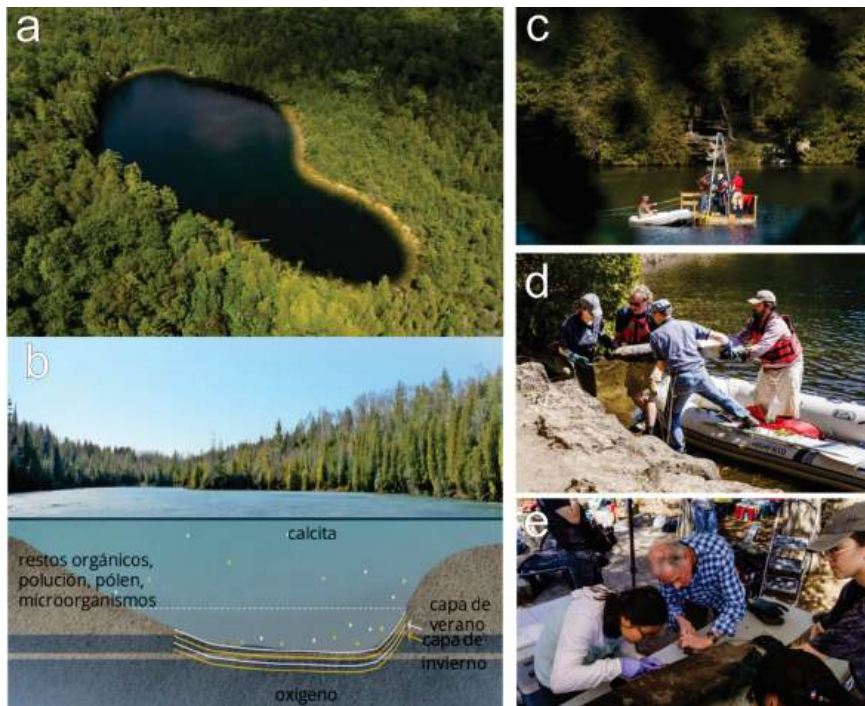 a
b
calcita
restos orgánicos,
polución, pólen,
microorganismos
capa de
verano
capa de
invierno
oxígeno
c
d
e